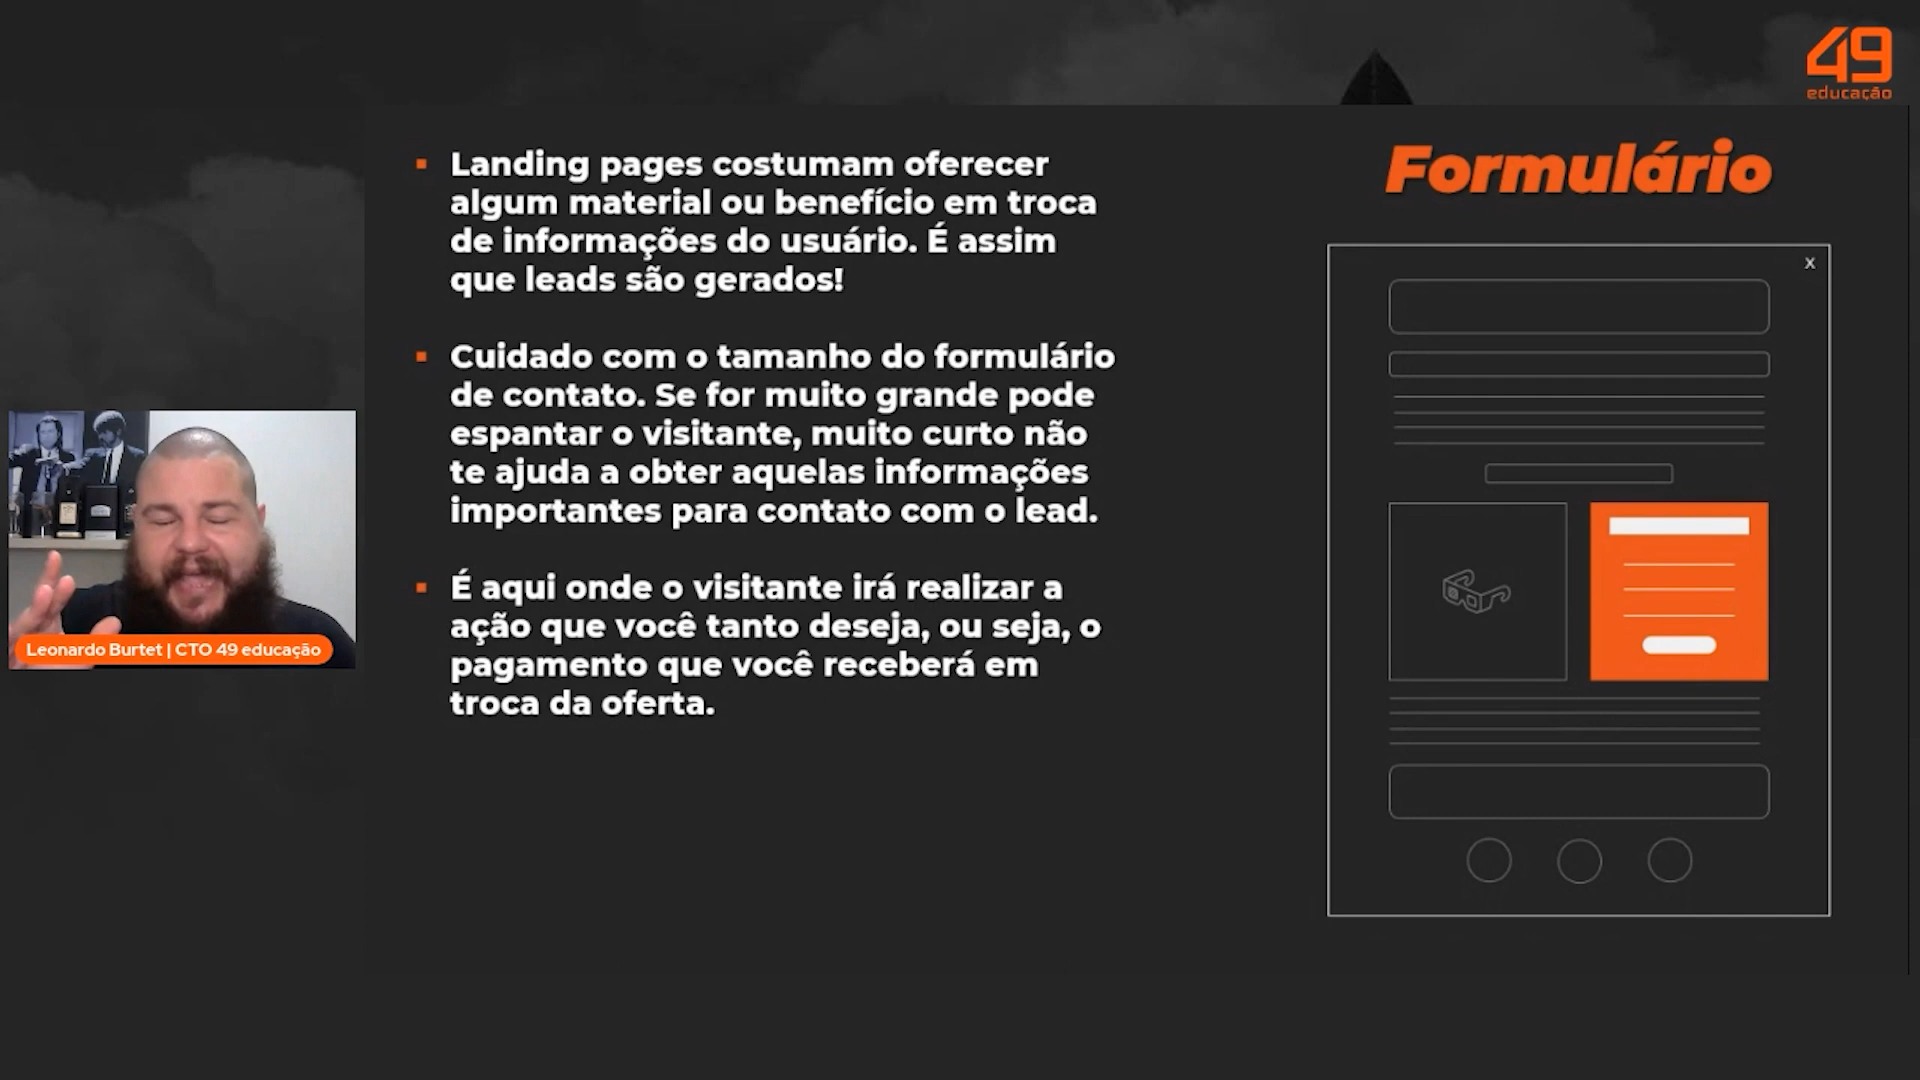 49
educação
Formulário
Landing pages costumam oferecer
algum material ou benefício em troca
de informações do usuário. É assim
que leads são gerados!
Cuidado com o tamanho do formulário
de contato. Se for muito grande pode
espantar o visitante, muito curto não
te ajuda a obter aquelas informações
importantes para contato com o lead.
É aqui onde o visitante irá realizar a
ação que você tanto deseja, ou seja, o
pagamento que você receberá em
troca da oferta.
x
Leonardo Burtet | CTO 49 educação